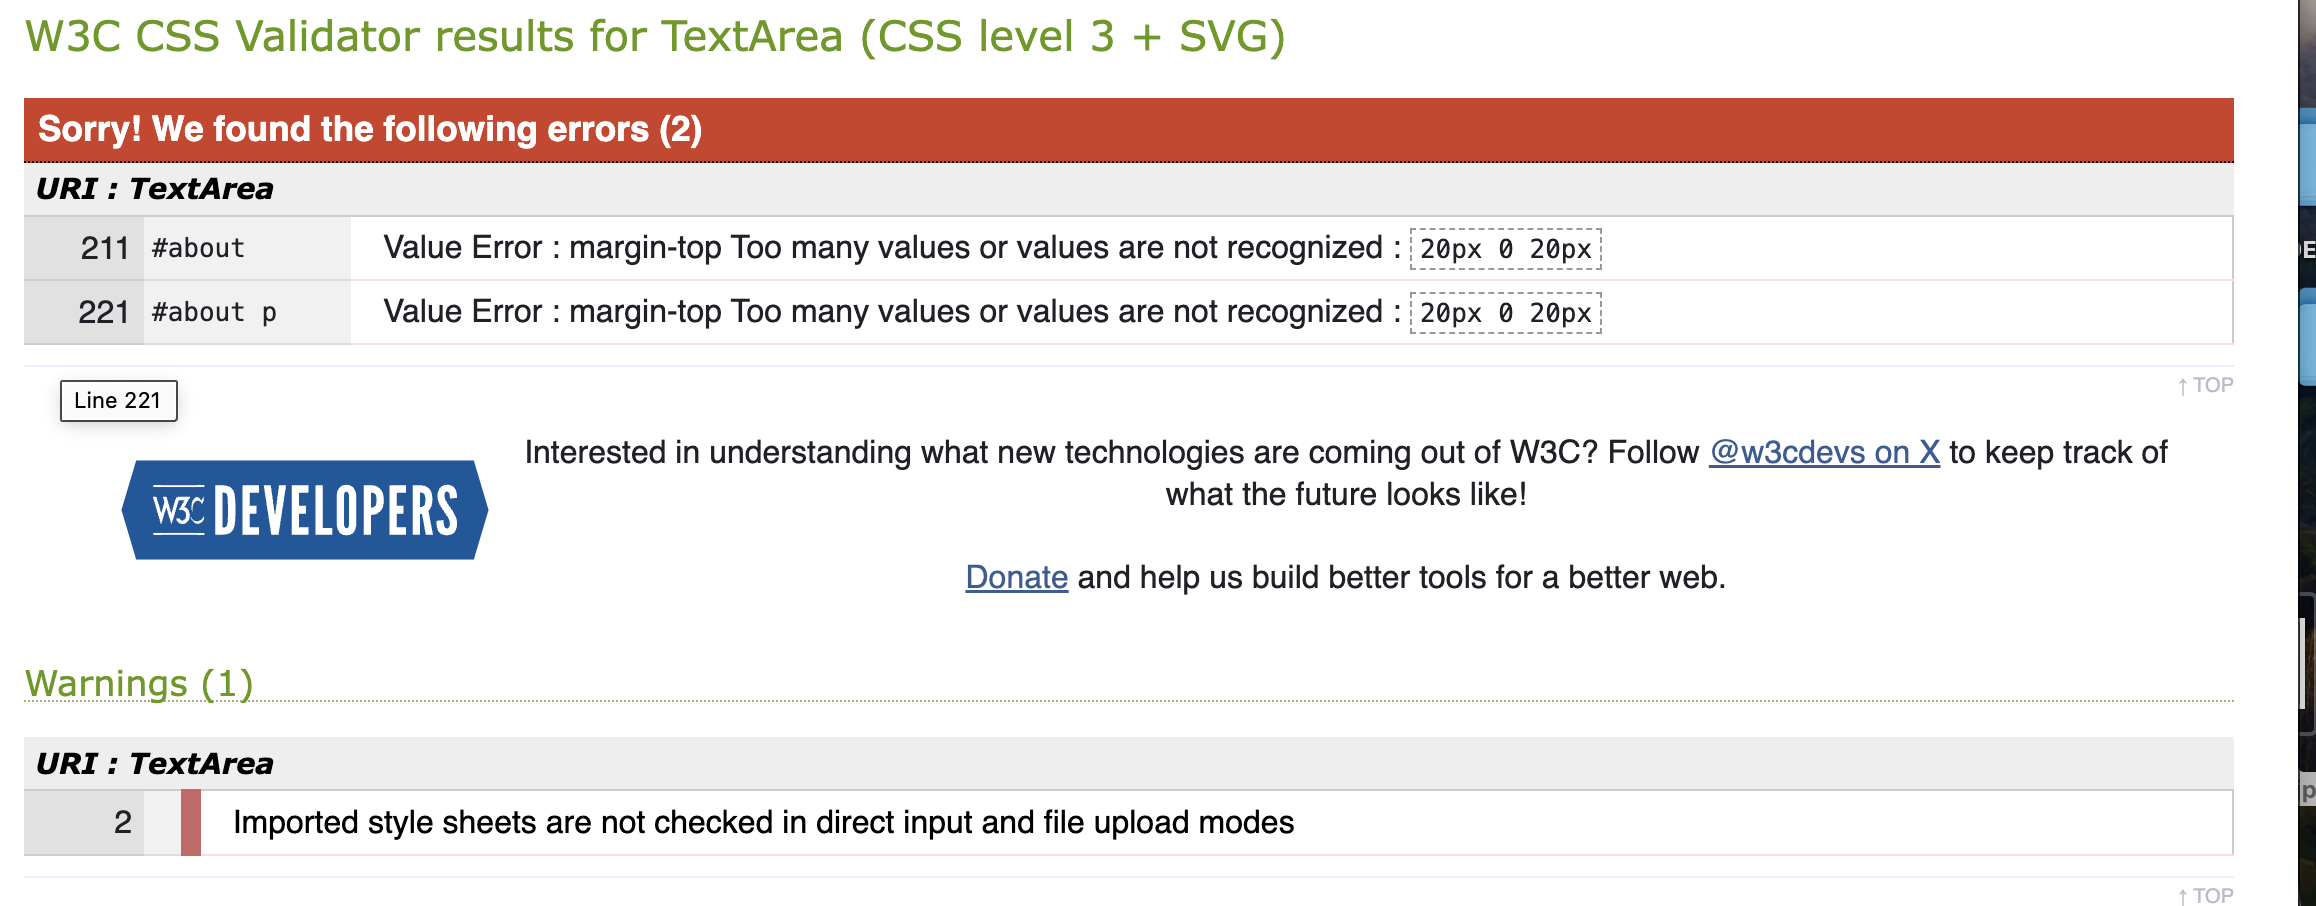 W3C CSS Validator results for TextArea (CSS level 3 + SVG)
Sorry! We found the following errors (2)
URI : TextArea
211 #about Value Error : margin-top Too many values or values are not recognized : 20px 0 20px
221 #about p Value Error : margin-top Too many values or values are not recognized : 20px 0 20px
↑ TOP
Line 221
Interested in understanding what new technologies are coming out of W3C? Follow @w3cdevs on X to keep track of
what the future looks like!
W3C DEVELOPERS
Donate and help us build better tools for a better web.
Warnings (1)
URI : TextArea
2 Imported style sheets are not checked in direct input and file upload modes
↑ TOP